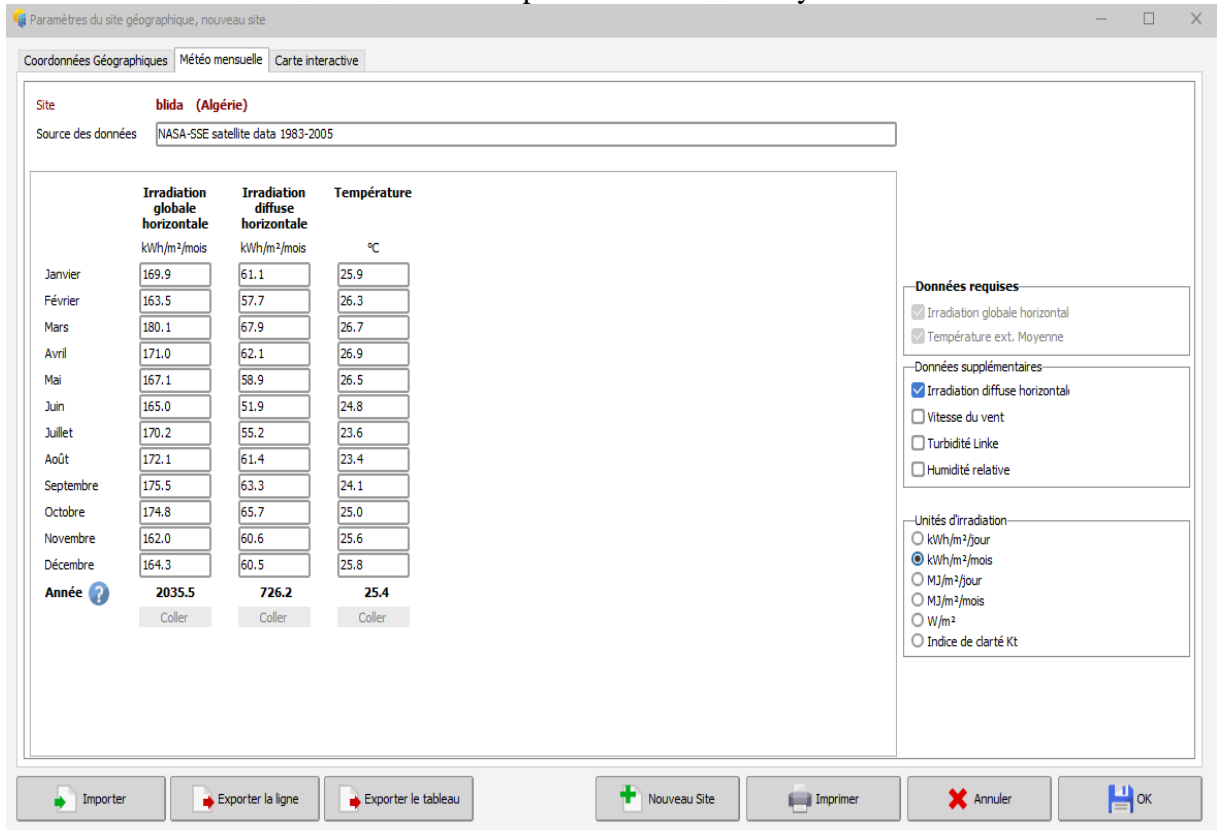 Paramètres du site géographique, nouveau site
Coordonnées Géographiques Météo mensuelle Carte interactive
Site blida (Algérie)
Source des données NASA-SSE satellite data 1983-2005
Irradiation globale horizontale Irradiation diffuse horizontale Température
kWh/m²/mois kWh/m²/mois °C
Janvier 169.9 61.1 25.9
Février 163.5 57.7 26.3
Mars 180.1 67.9 26.7
Avril 171.0 62.1 26.9
Mai 167.1 58.9 26.5
Juin 165.0 51.9 24.8
Juillet 170.2 55.2 23.6
Août 172.1 61.4 23.4
Septembre 175.5 63.3 24.1
Octobre 174.8 65.7 25.0
Novembre 162.0 60.6 25.6
Décembre 164.3 60.5 25.8
Année ? 2035.5 726.2 25.4
Coller Coller Coller
Données requises
Irradiation globale horizontal
Température ext. Moyenne
Données supplémentaires
Irradiation diffuse horizontale
Vitesse du vent
Turbidité Linke
Humidité relative
Unités d'irradiation
kWh/m²/jour
kWh/m²/mois
MJ/m²/jour
MJ/m²/mois
W/m²
Indice de clarté Kt
Importer Exporter la ligne Exporter le tableau Nouveau Site Imprimer Annuler OK